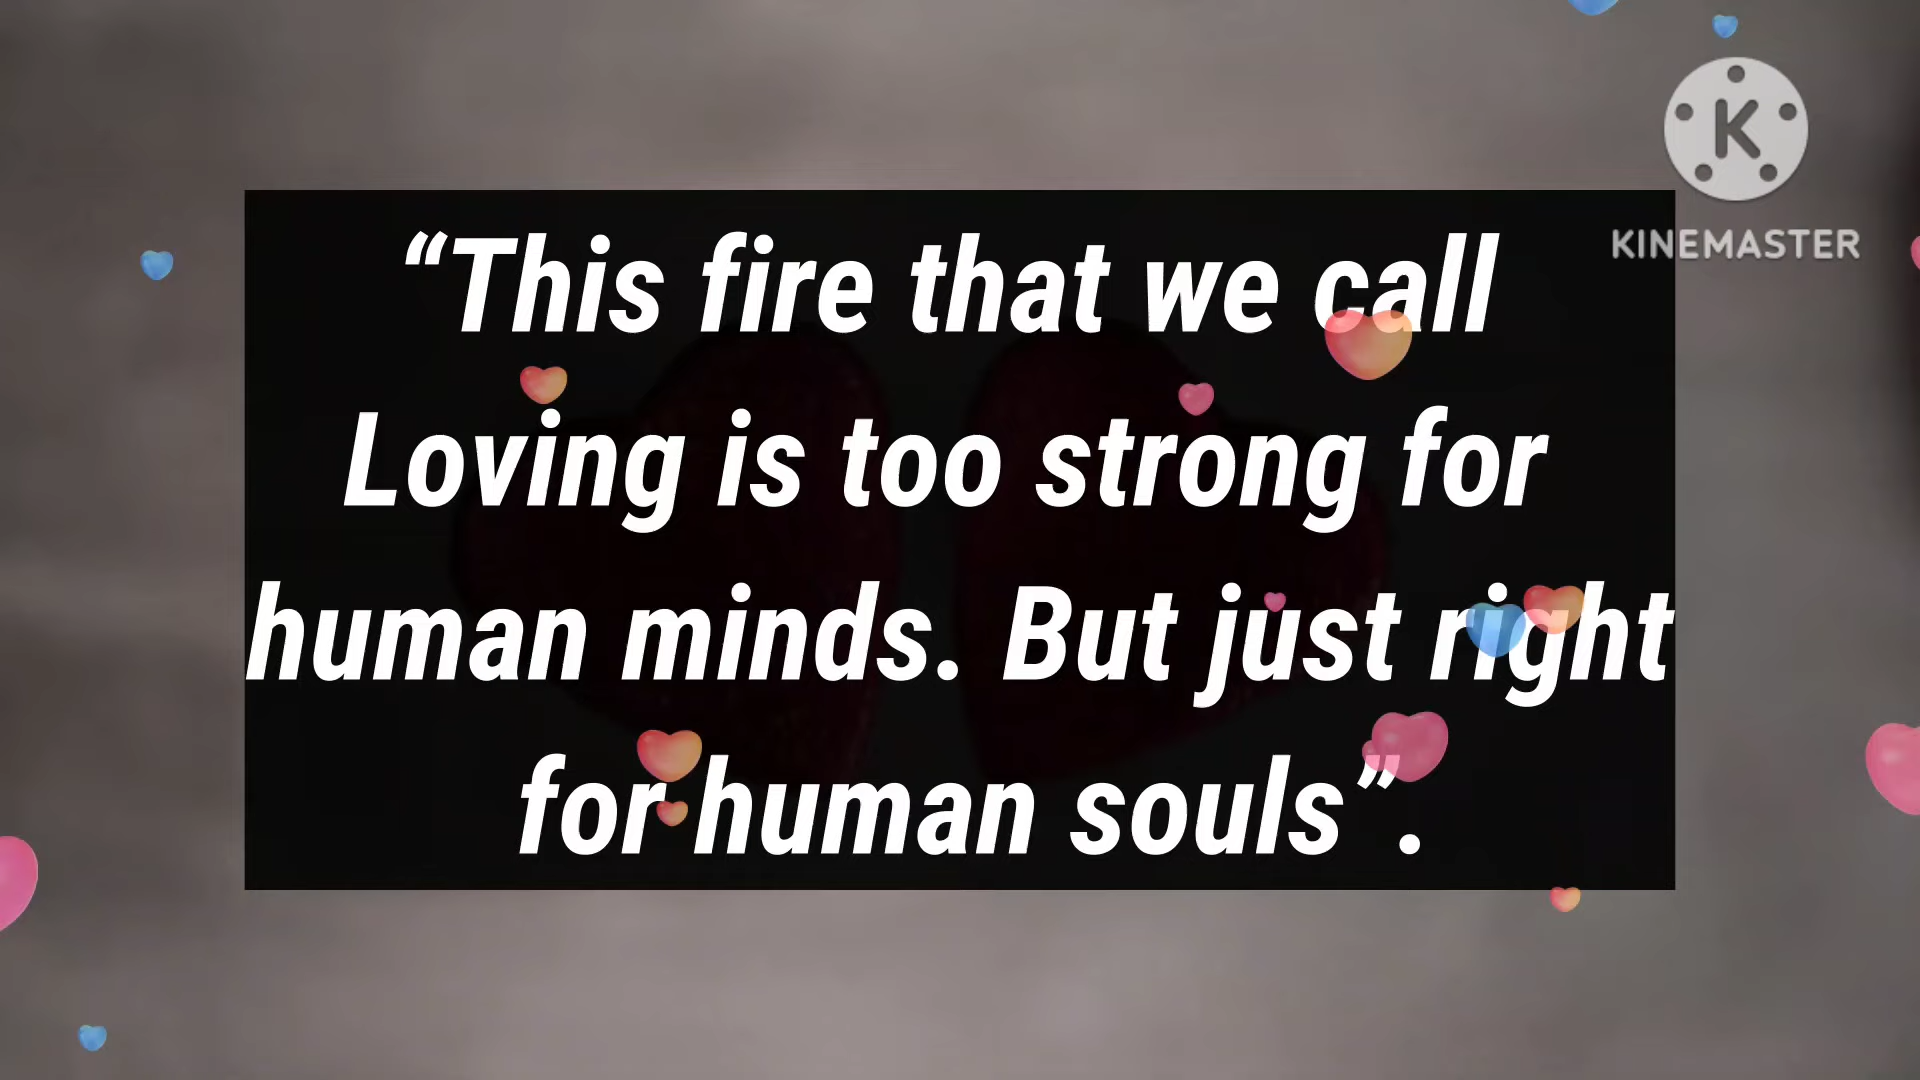 “This fire that we call
Loving is too strong for
human minds. But just right
for human souls”.
K
KINEMASTER